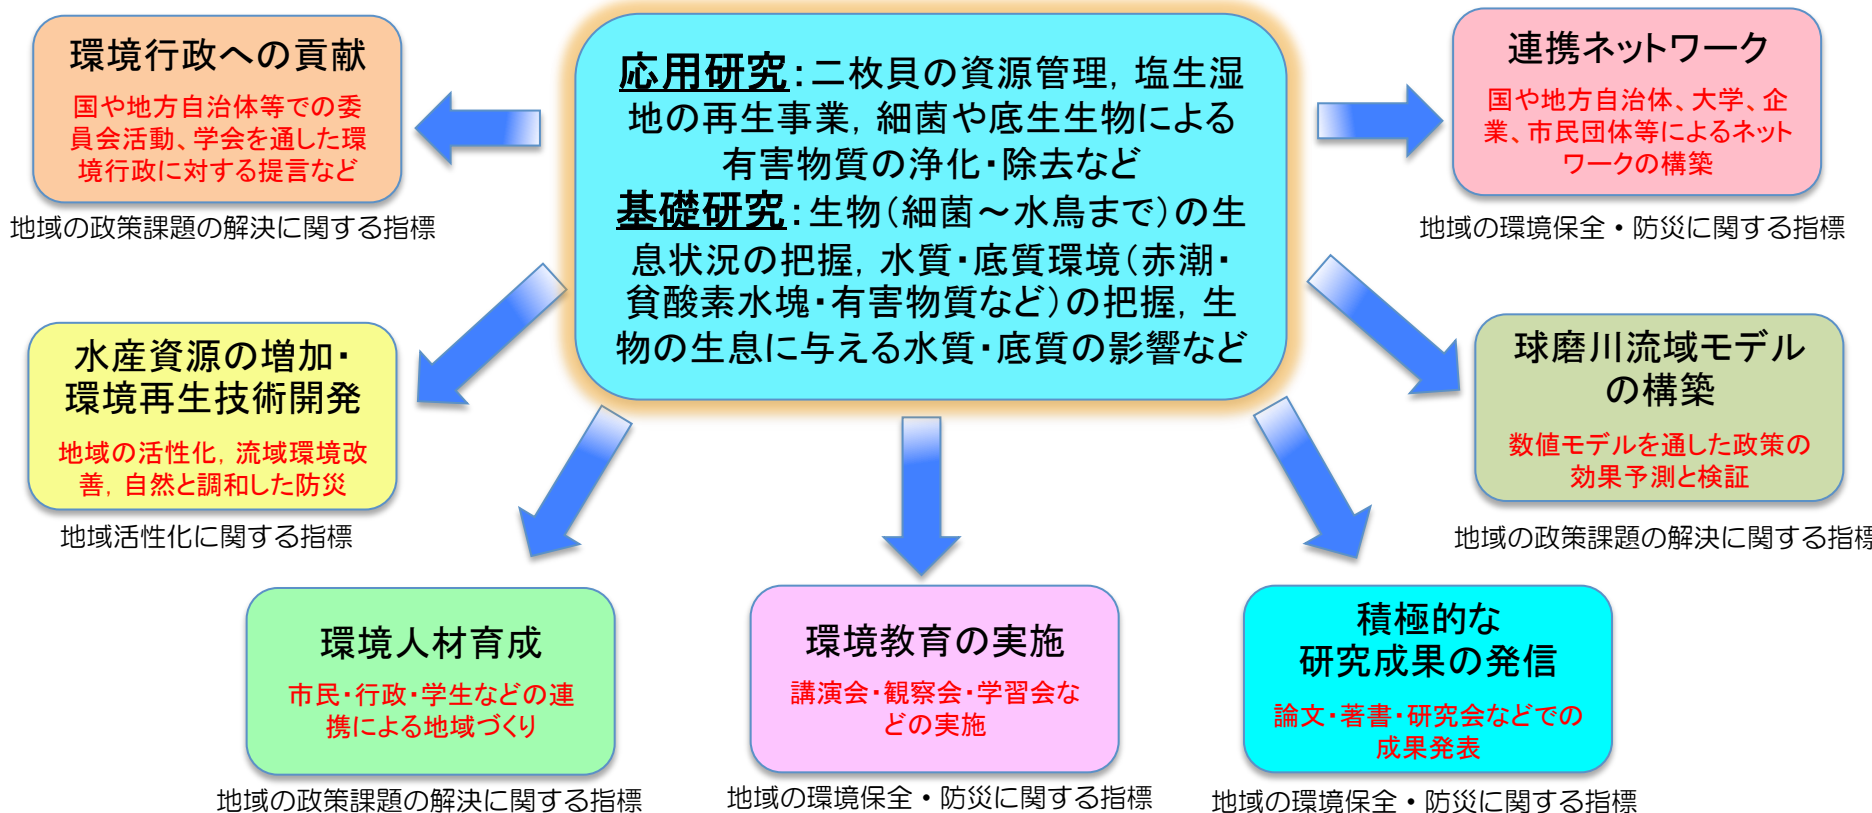 環境行政への貢献
国や地方自治体等での委
員会活動、学会を通した環
境行政に対する提言など
地域の政策課題の解決に関する指標
応用研究：二枚貝の資源管理，塩生湿
地の再生事業，細菌や底生生物による
有害物質の浄化・除去など
基礎研究：生物（細菌～水鳥まで）の生
息状況の把握，水質・底質環境（赤潮・
貧酸素水塊・有害物質など）の把握，生
物の生息に与える水質・底質の影響など
連携ネットワーク
国や地方自治体、大学、企
業、市民団体等によるネット
ワークの構築
地域の環境保全・防災に関する指標
水産資源の増加・
環境再生技術開発
地域の活性化，流域環境改
善，自然と調和した防災
地域活性化に関する指標
球磨川流域モデル
の構築
数値モデルを通した政策の
効果予測と検証
地域の政策課題の解決に関する指標
環境人材育成
市民・行政・学生などの連
携による地域づくり
地域の政策課題の解決に関する指標
環境教育の実施
講演会・観察会・学習会な
どの実施
地域の環境保全・防災に関する指標
積極的な
研究成果の発信
論文・著書・研究会などでの
成果発表
地域の環境保全・防災に関する指標